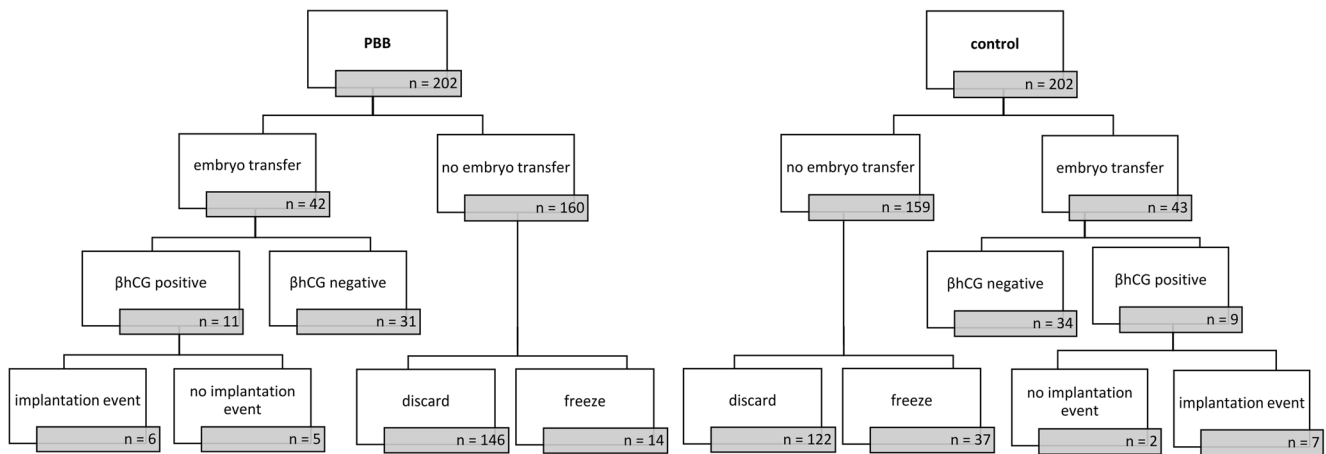 PBB
n = 202
control
n = 202
embryo transfer
n = 42
no embryo transfer
n = 160
no embryo transfer
n = 159
embryo transfer
n = 43
βhCG positive
n = 11
βhCG negative
n = 31
βhCG negative
n = 34
βhCG positive
n = 9
implantation event
n = 6
no implantation
event
n = 5
discard
n = 146
freeze
n = 14
discard
n = 122
freeze
n = 37
no implantation
event
n = 2
implantation event
n = 7